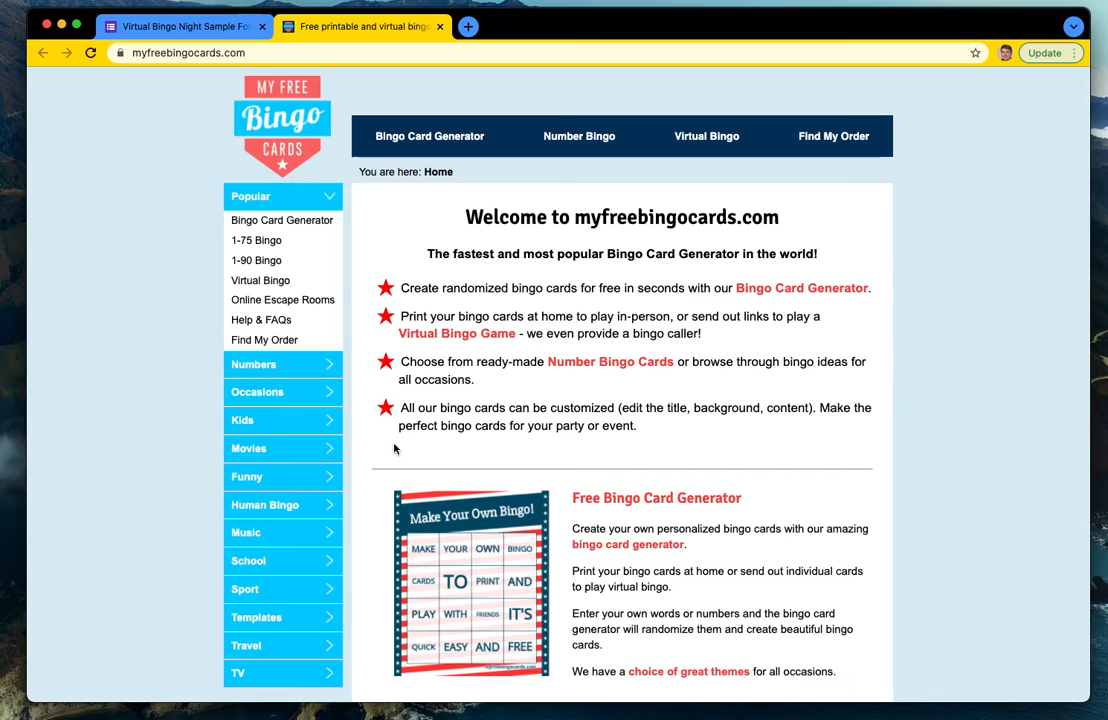 Virtual Bingo Night Sample Fo
Free printable and virtual bing
myfreebingocards.com
Update
MY FREE
Bingo
CARDS
Bingo Card Generator
Number Bingo
Virtual Bingo
Find My Order
You are here: Home
Popular
Bingo Card Generator
1-75 Bingo
1-90 Bingo
Virtual Bingo
Online Escape Rooms
Help & FAQs
Find My Order
Numbers
Occasions
Kids
Movies
Funny
Human Bingo
Music
School
Sport
Templates
Travel
TV
Welcome to myfreebingocards.com
The fastest and most popular Bingo Card Generator in the world!
Create randomized bingo cards for free in seconds with our Bingo Card Generator.
Print your bingo cards at home to play in-person, or send out links to play a
Virtual Bingo Game - we even provide a bingo caller!
Choose from ready-made Number Bingo Cards or browse through bingo ideas for
all occasions.
All our bingo cards can be customized (edit the title, background, content). Make the
perfect bingo cards for your party or event.
Make Your Own Bingo!
MAKE YOUR OWN BINGO
CARDS TO PRINT AND
PLAY WITH FRIENDS IT'S
QUICK EASY AND FREE
myfreebingocards.com
Free Bingo Card Generator
Create your own personalized bingo cards with our amazing
bingo card generator.
Print your bingo cards at home or send out individual cards
to play virtual bingo.
Enter your own words or numbers and the bingo card
generator will randomize them and create beautiful bingo
cards.
We have a choice of great themes for all occasions.